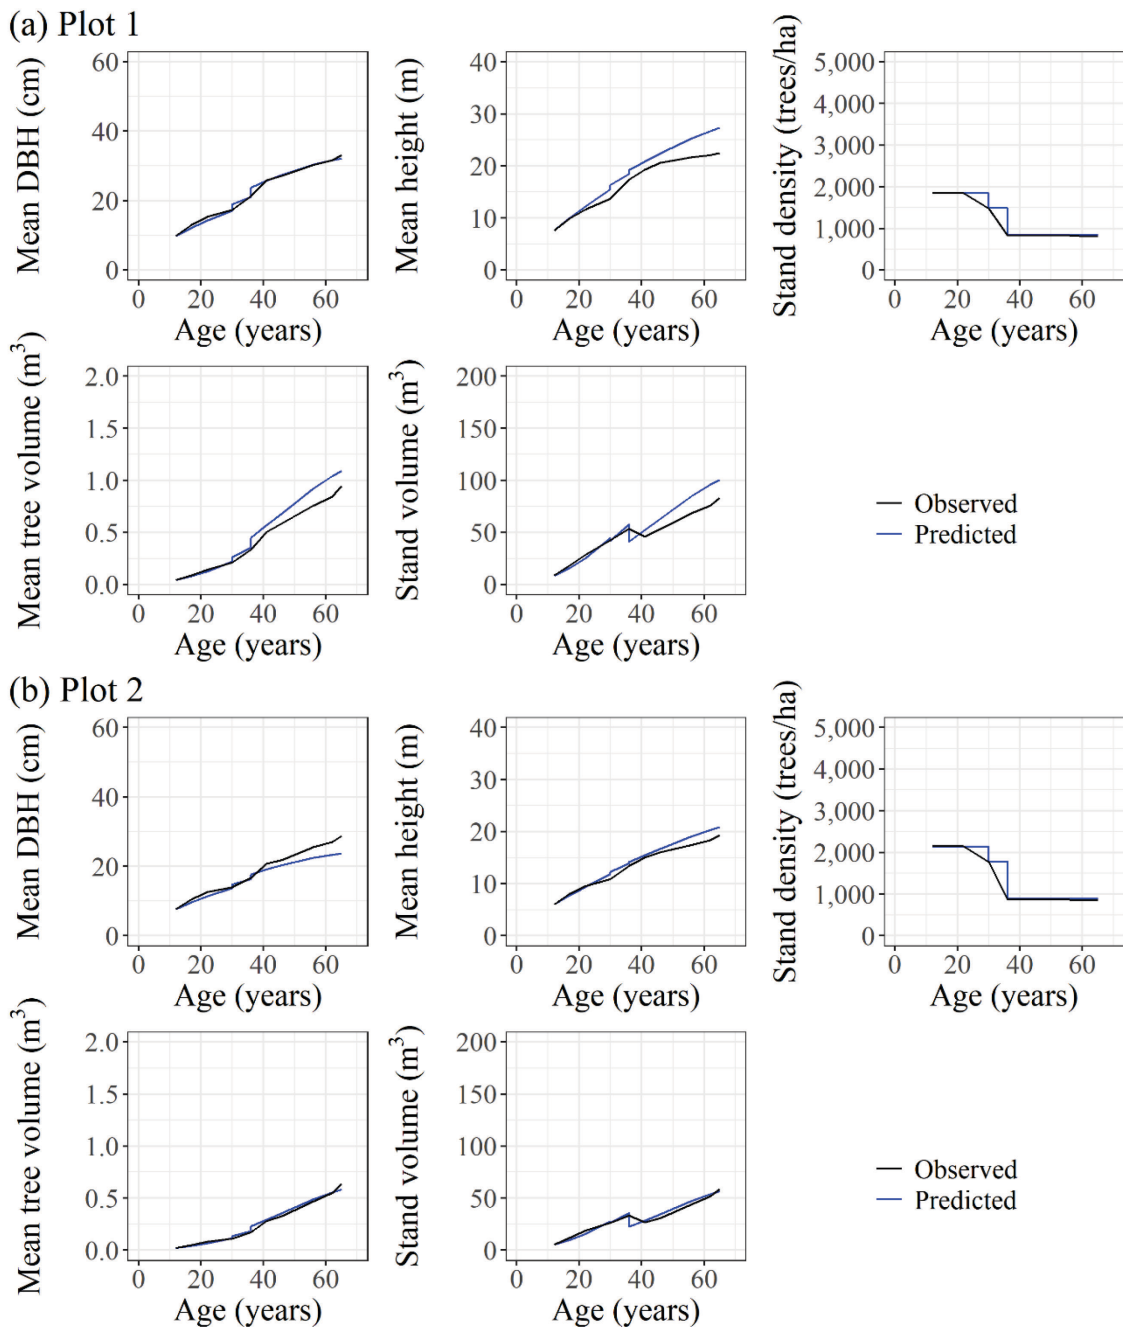 (a) Plot 1
Mean DBH (cm)
60
40
20
0
0 20 40 60
Age (years)
Mean height (m)
40
30
20
10
0
0 20 40 60
Age (years)
Stand density (trees/ha)
5,000
4,000
3,000
2,000
1,000
0
0 20 40 60
Age (years)
Mean tree volume (m³)
2.0
1.5
1.0
0.5
0.0
0 20 40 60
Age (years)
Stand volume (m³)
200
150
100
50
0
0 20 40 60
Age (years)
Observed
Predicted
(b) Plot 2
Mean DBH (cm)
60
40
20
0
0 20 40 60
Age (years)
Mean height (m)
40
30
20
10
0
0 20 40 60
Age (years)
Stand density (trees/ha)
5,000
4,000
3,000
2,000
1,000
0
0 20 40 60
Age (years)
Mean tree volume (m³)
2.0
1.5
1.0
0.5
0.0
0 20 40 60
Age (years)
Stand volume (m³)
200
150
100
50
0
0 20 40 60
Age (years)
Observed
Predicted